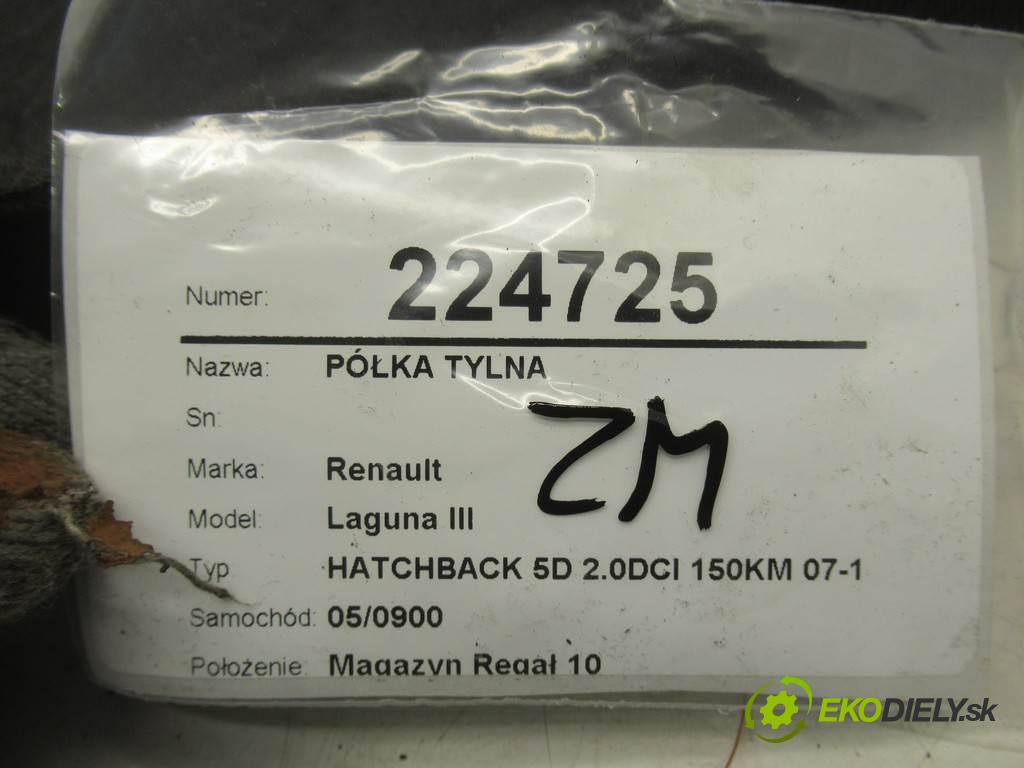 Numer: 224725
Nazwa: PÓŁKA TYLNA
Sn:
ZM
Marka: Renault
Model: Laguna III
Typ HATCHBACK 5D 2.0DCI 150KM 07-1
Samochód: 05/0900
Położenie: Magazyn Regał 10
EKODIELY.sk